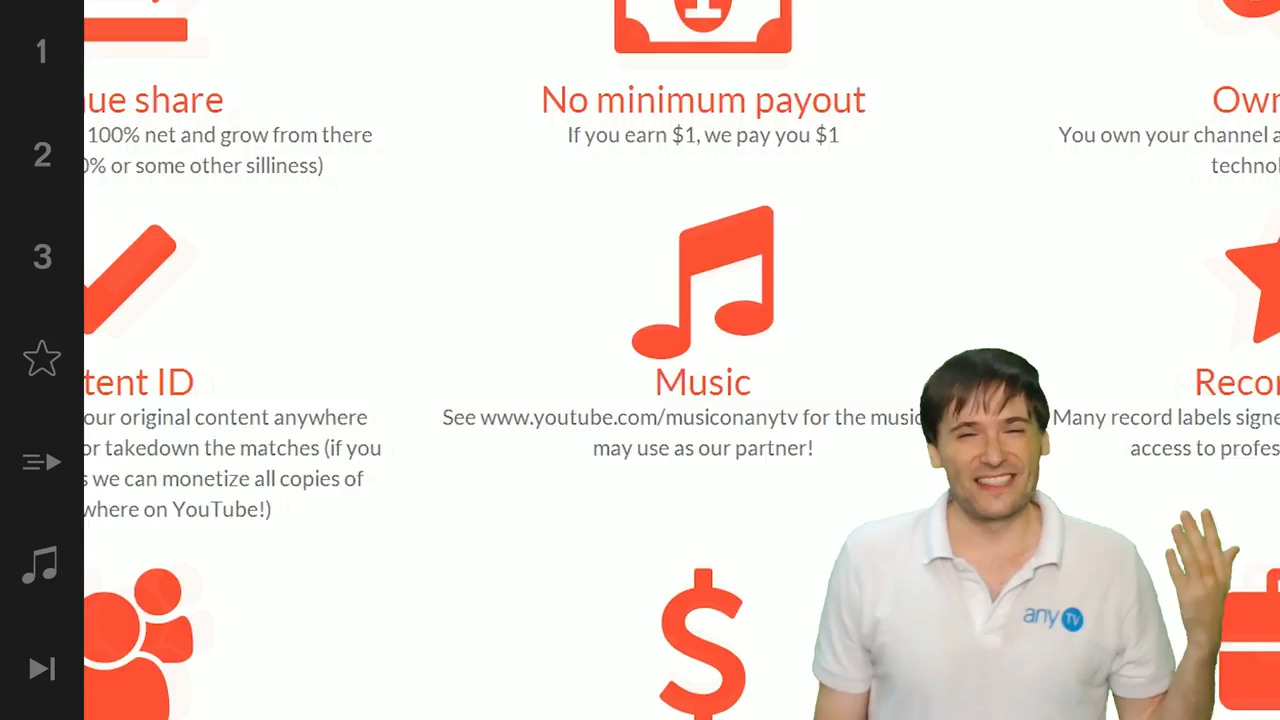 1
2
3
ue share
100% net and grow from there
0% or some other silliness)
No minimum payout
If you earn $1, we pay you $1
Own
You own your channel a
technol
tent ID
our original content anywhere
or takedown the matches (if you
s we can monetize all copies of
where on YouTube!)
Music
See www.youtube.com/musiconanytv for the music
may use as our partner!
Recor
Many record labels signe
access to profes
any TV